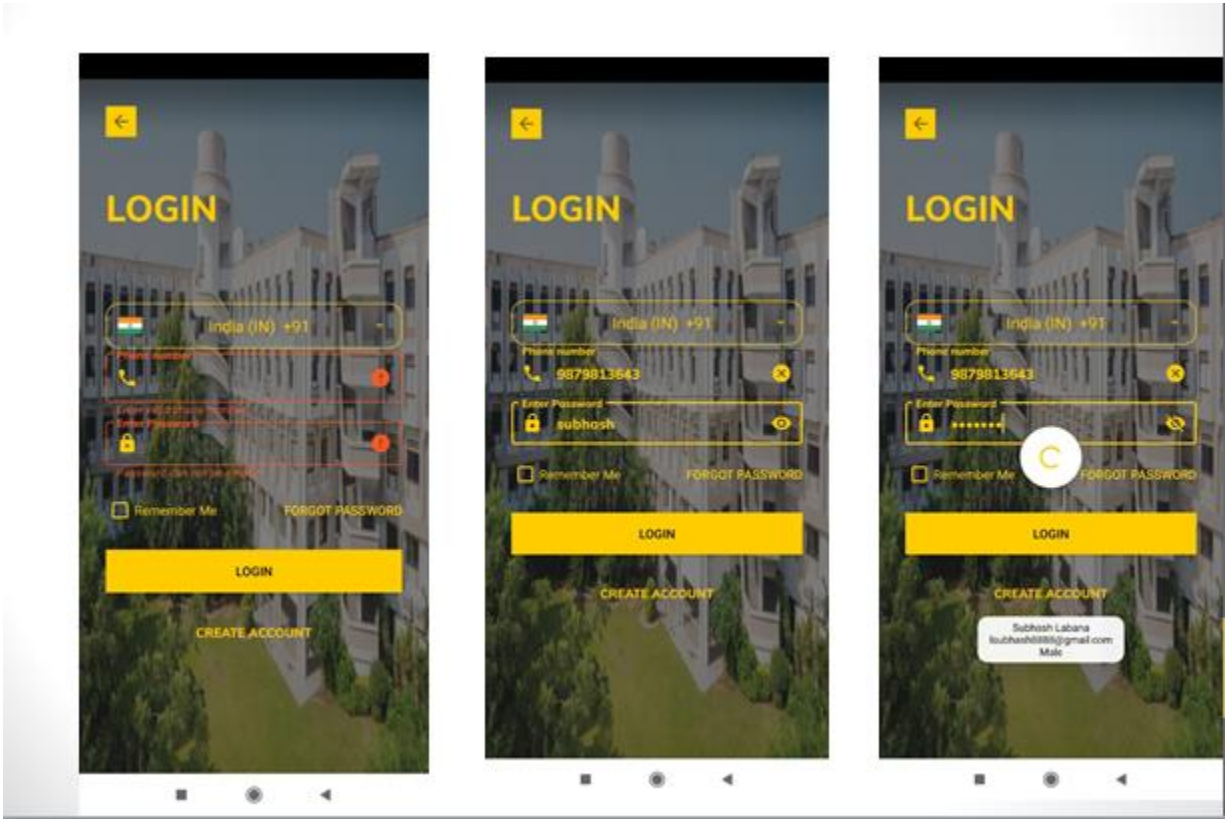 LOGIN
India (IN) +91
Phone number
Enter Password
Remember Me
FORGOT PASSWORD
LOGIN
CREATE ACCOUNT
LOGIN
India (IN) +91
Phone number
9879813643
Enter Password
subhosh
Remember Me
FORGOT PASSWORD
LOGIN
CREATE ACCOUNT
LOGIN
India (IN) +91
Phone number
9879813643
Enter Password
•••••••
Remember Me
FORGOT PASSWORD
LOGIN
CREATE ACCOUNT
Subhosh Labana
Male